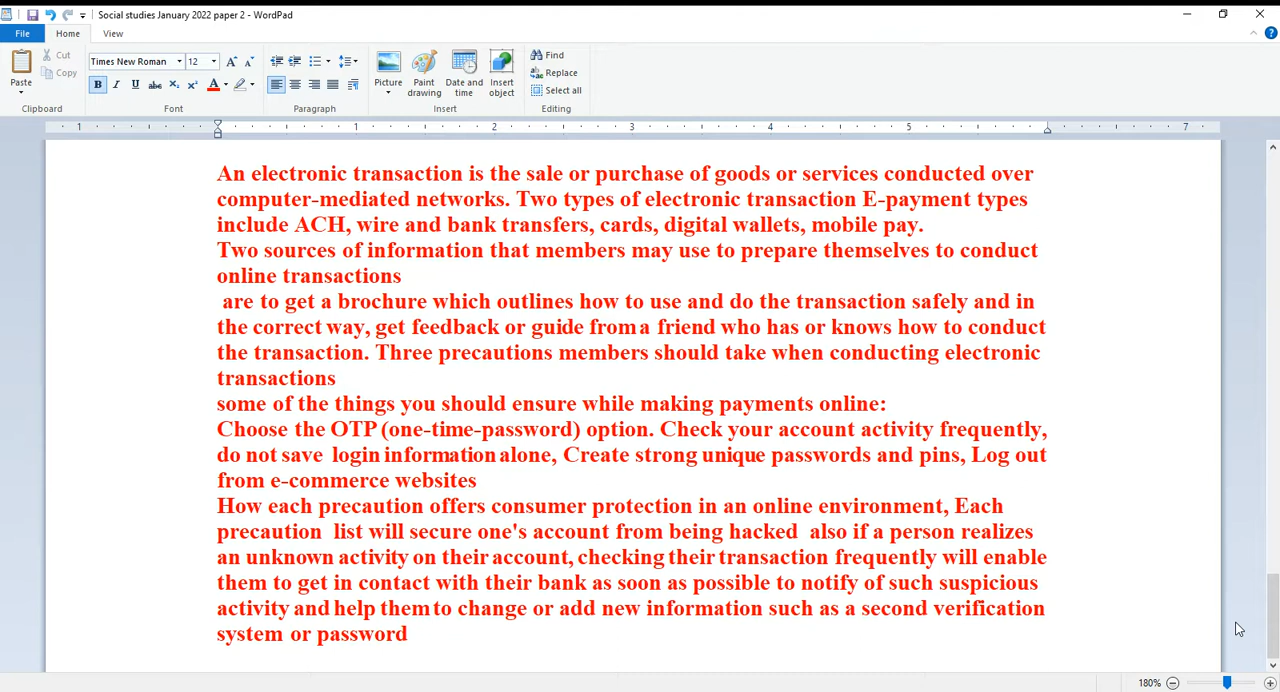 Social studies January 2022 paper 2 - WordPad
File Home View
Paste
Cut
Copy
Clipboard
Times New Roman 12
Font
Paragraph
Picture
Paint drawing
Date and time
Insert object
Insert
Find
Replace
Select all
Editing
1 1 2 3 4 5 7
An electronic transaction is the sale or purchase of goods or services conducted over
computer-mediated networks. Two types of electronic transaction E-payment types
include ACH, wire and bank transfers, cards, digital wallets, mobile pay.
Two sources of information that members may use to prepare themselves to conduct
online transactions
are to get a brochure which outlines how to use and do the transaction safely and in
the correct way, get feedback or guide from a friend who has or knows how to conduct
the transaction. Three precautions members should take when conducting electronic
transactions
some of the things you should ensure while making payments online:
Choose the OTP (one-time-password) option. Check your account activity frequently,
do not save login information alone, Create strong unique passwords and pins, Log out
from e-commerce websites
How each precaution offers consumer protection in an online environment, Each
precaution list will secure one's account from being hacked also if a person realizes
an unknown activity on their account, checking their transaction frequently will enable
them to get in contact with their bank as soon as possible to notify of such suspicious
activity and help them to change or add new information such as a second verification
system or password
180%